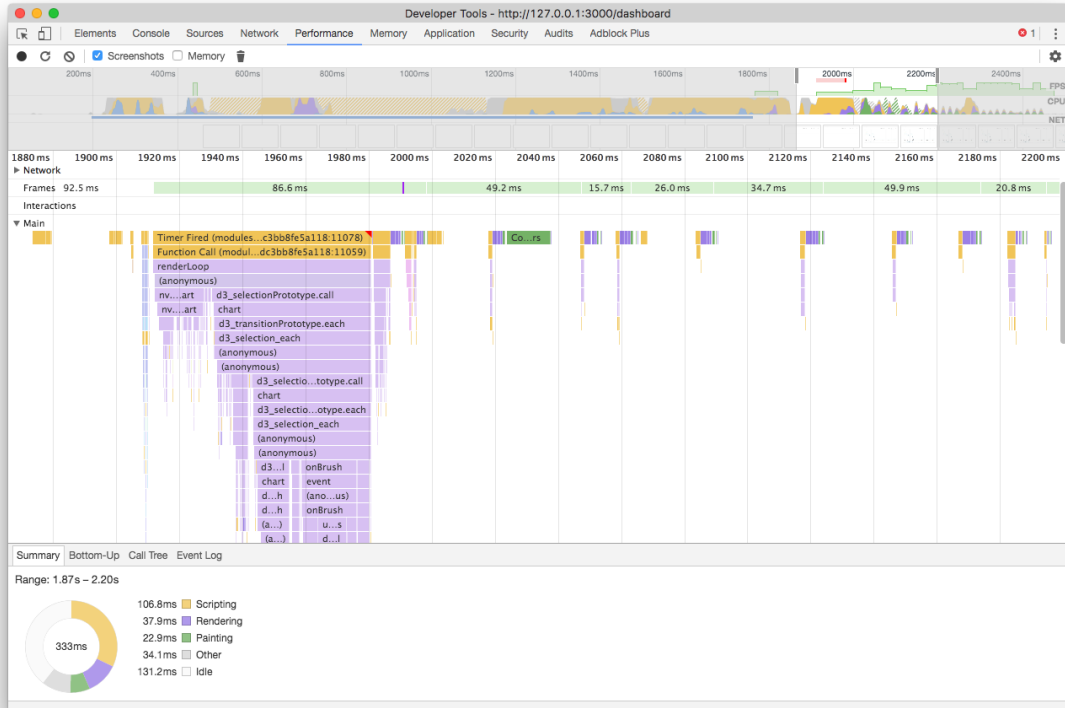 Developer Tools - http://127.0.0.1:3000/dashboard
Elements Console Sources Network Performance Memory Application Security Audits Adblock Plus 1
Screenshots Memory
200ms 400ms 600ms 800ms 1000ms 1200ms 1400ms 1600ms 1800ms 2000ms 2200ms 2400ms
FPS
CPU
NET
1880 ms 1900 ms 1920 ms 1940 ms 1960 ms 1980 ms 2000 ms 2020 ms 2040 ms 2060 ms 2080 ms 2100 ms 2120 ms 2140 ms 2160 ms 2180 ms 2200 ms
Network
Frames 92.5 ms 86.6 ms 49.2 ms 15.7 ms 26.0 ms 34.7 ms 49.9 ms 20.8 ms
Interactions
Main
Timer Fired (modules...c3bb8fe5a118:11078) Co...rs
Function Call (modul...dc3bb8fe5a118:11059)
renderLoop
(anonymous)
nv....art d3_selectionPrototype.call
nv....art chart
d3_transitionPrototype.each
d3_selection_each
(anonymous)
(anonymous)
d3_selectio...totype.call
chart
d3_selectio...otype.each
d3_selection_each
(anonymous)
(anonymous)
d3...l onBrush
chart event
d...h (ano...us)
d...h onBrush
(a...) u...s
(a...) d...l
Summary Bottom-Up Call Tree Event Log
Range: 1.87s – 2.20s
106.8ms Scripting
37.9ms Rendering
333ms
22.9ms Painting
34.1ms Other
131.2ms Idle